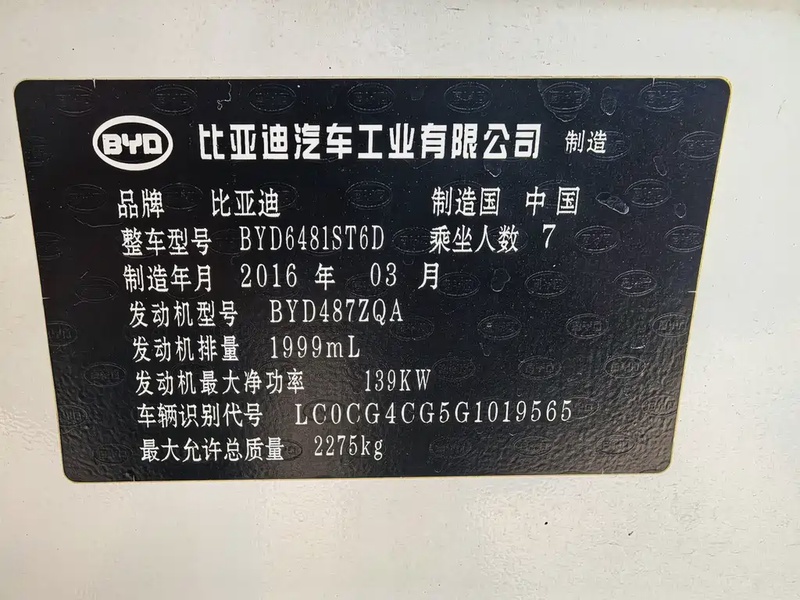 BYD 比亚迪汽车工业有限公司 制造
品牌 比亚迪 制造国 中国
整车型号 BYD6481ST6D 乘坐人数 7
制造年月 2016 年 03 月
发动机型号 BYD487ZQA
发动机排量 1999mL
发动机最大净功率 139KW
车辆识别代号 LC0CG4CG5G1019565
最大允许总质量 2275kg